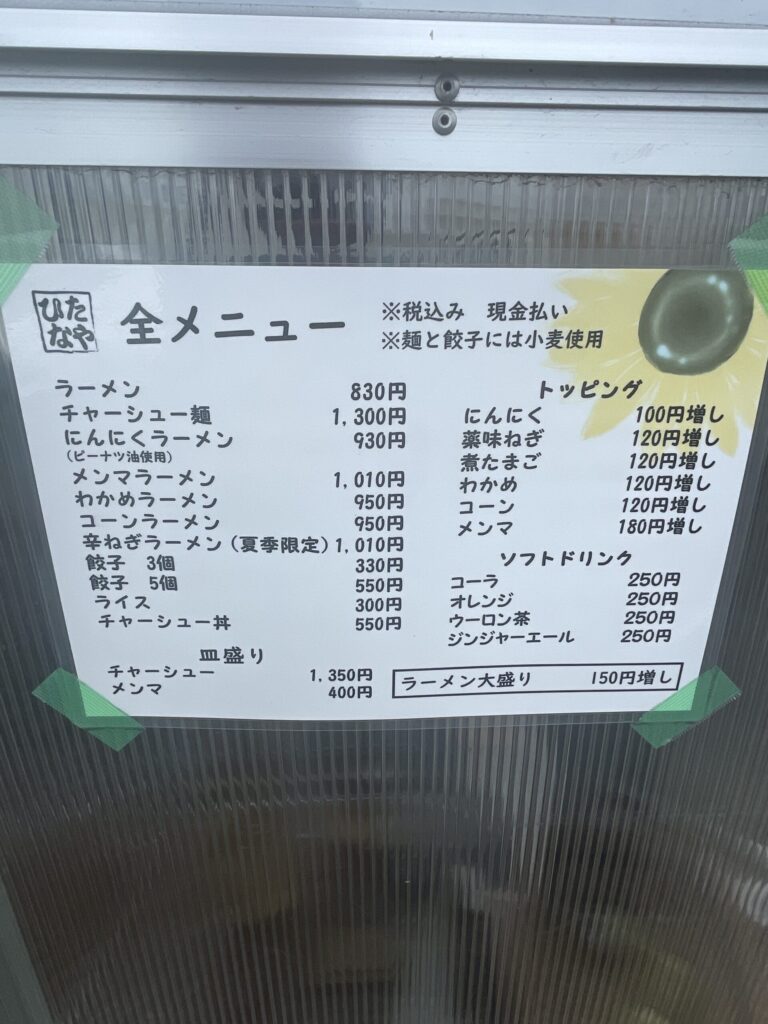 ひた
なや
全メニュー
※税込み 現金払い
※麺と餃子には小麦使用
ラーメン 830円
チャーシュー麺 1,300円
にんにくラーメン 930円
(ピーナツ油使用)
メンマラーメン 1,010円
わかめラーメン 950円
コーンラーメン 950円
辛ねぎラーメン(夏季限定) 1,010円
餃子 3個 330円
餃子 5個 550円
ライス 300円
チャーシュー丼 550円
皿盛り
チャーシュー 1,350円
メンマ 400円
トッピング
にんにく 100円増し
薬味ねぎ 120円増し
煮たまご 120円増し
わかめ 120円増し
コーン 120円増し
メンマ 180円増し
ソフトドリンク
コーラ 250円
オレンジ 250円
ウーロン茶 250円
ジンジャーエール 250円
ラーメン大盛り 150円増し